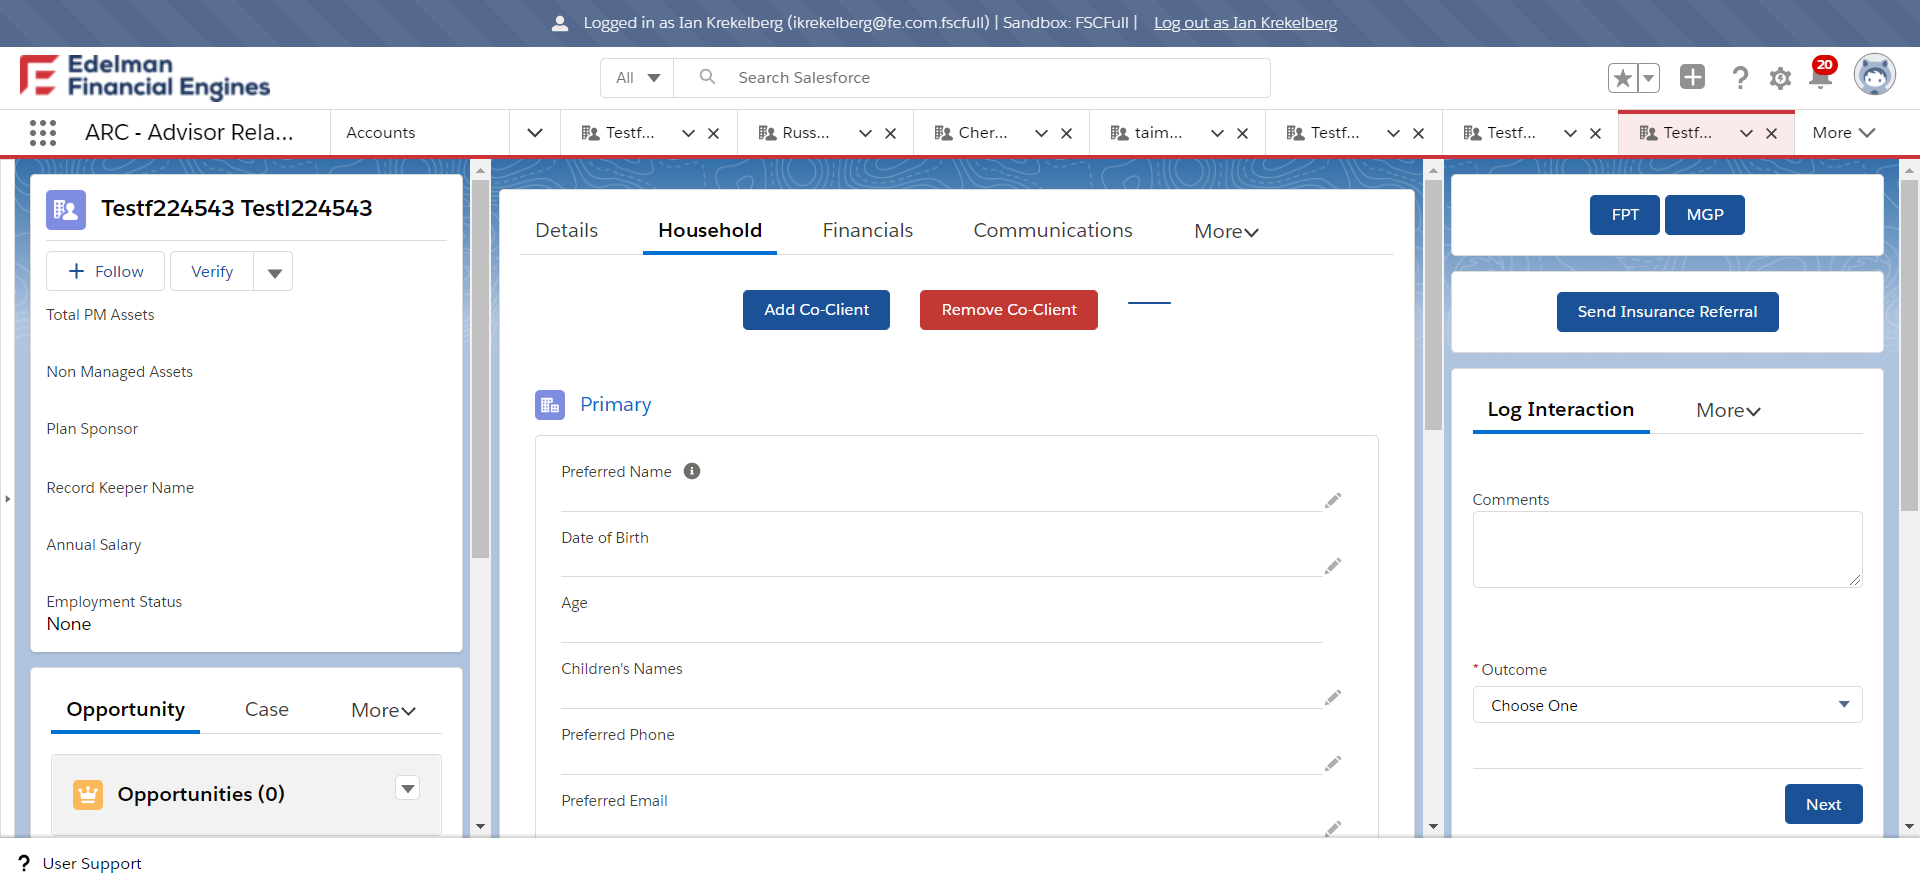 Logged in as Ian Krekelberg (ikrekelberg@fe.com.fscfull) | Sandbox: FSCFull | Log out as Ian Krekelberg
Edelman
Financial Engines
All
Search Salesforce
20
ARC - Advisor Rela...
Accounts
Testf...
Russ...
Cher...
taim...
Testf...
Testf...
Testf...
More
Testf224543 Testl224543
Follow
Verify
Total PM Assets
Non Managed Assets
Plan Sponsor
Record Keeper Name
Annual Salary
Employment Status
None
Opportunity
Case
More
Opportunities (0)
Details
Household
Financials
Communications
More
Add Co-Client
Remove Co-Client
Primary
Preferred Name
Date of Birth
Age
Children's Names
Preferred Phone
Preferred Email
FPT
MGP
Send Insurance Referral
Log Interaction
More
Comments
* Outcome
Choose One
Next
? User Support